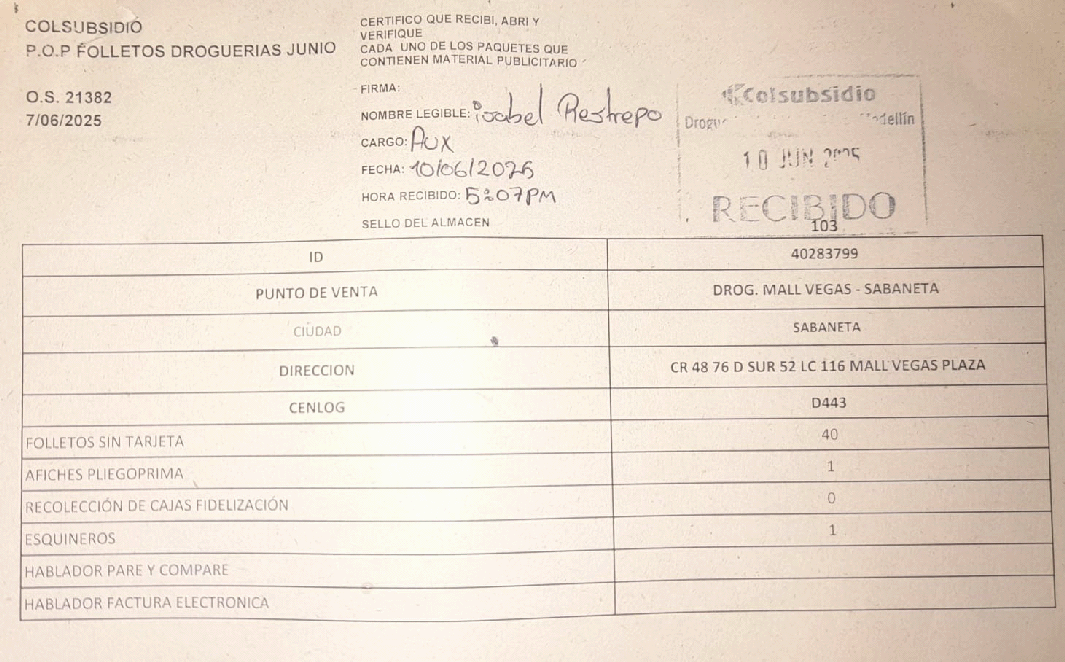 COLSUBSIDIÓ
P.O.P FOLLETOS DROGUERIAS JUNIO
O.S. 21382
7/06/2025
CERTIFICO QUE RECIBI, ABRI Y
VERIFIQUE
CADA UNO DE LOS PAQUETES QUE
CONTIENEN MATERIAL PUBLICITARIO
FIRMA:
NOMBRE LEGIBLE: isabel Restrepo
CARGO: AUX
FECHA: 10/06/2025
HORA RECIBIDO: 5:07PM
SELLO DEL ALMACEN
Colsubsidio
10 JUN 2025
RECIBIDO
103
ID 40283799
PUNTO DE VENTA DROG. MALL VEGAS - SABANETA
CIUDAD SABANETA
DIRECCION CR 48 76 D SUR 52 LC 116 MALL VEGAS PLAZA
CENLOG D443
FOLLETOS SIN TARJETA 40
AFICHES PLIEGOPRIMA 1
RECOLECCIÓN DE CAJAS FIDELIZACIÓN 0
ESQUINEROS 1
HABLADOR PARE Y COMPARE
HABLADOR FACTURA ELECTRONICA